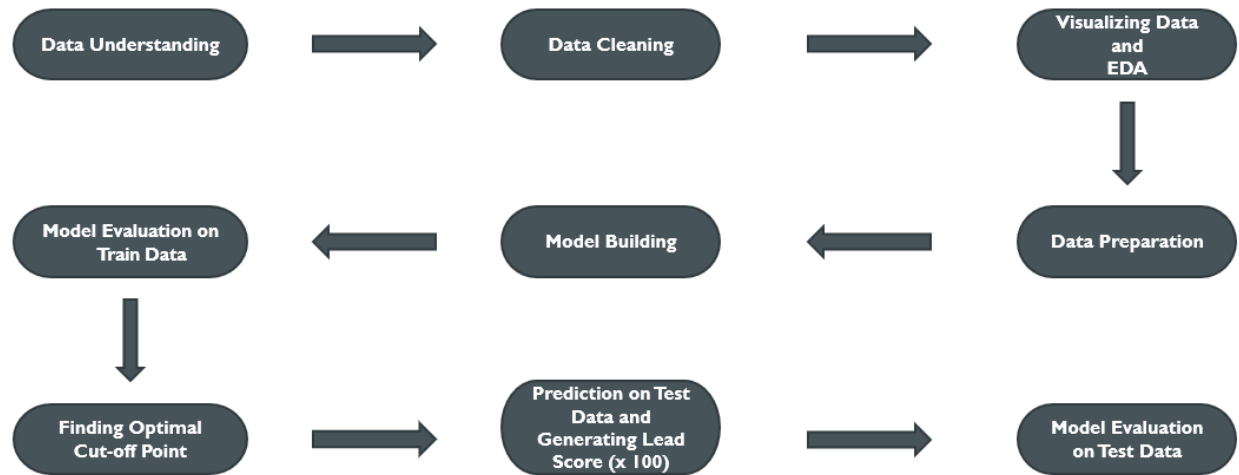 Data Understanding
Data Cleaning
Visualizing Data
and
EDA
Data Preparation
Model Building
Model Evaluation on
Train Data
Finding Optimal
Cut-off Point
Prediction on Test
Data and
Generating Lead
Score (x 100)
Model Evaluation
on Test Data